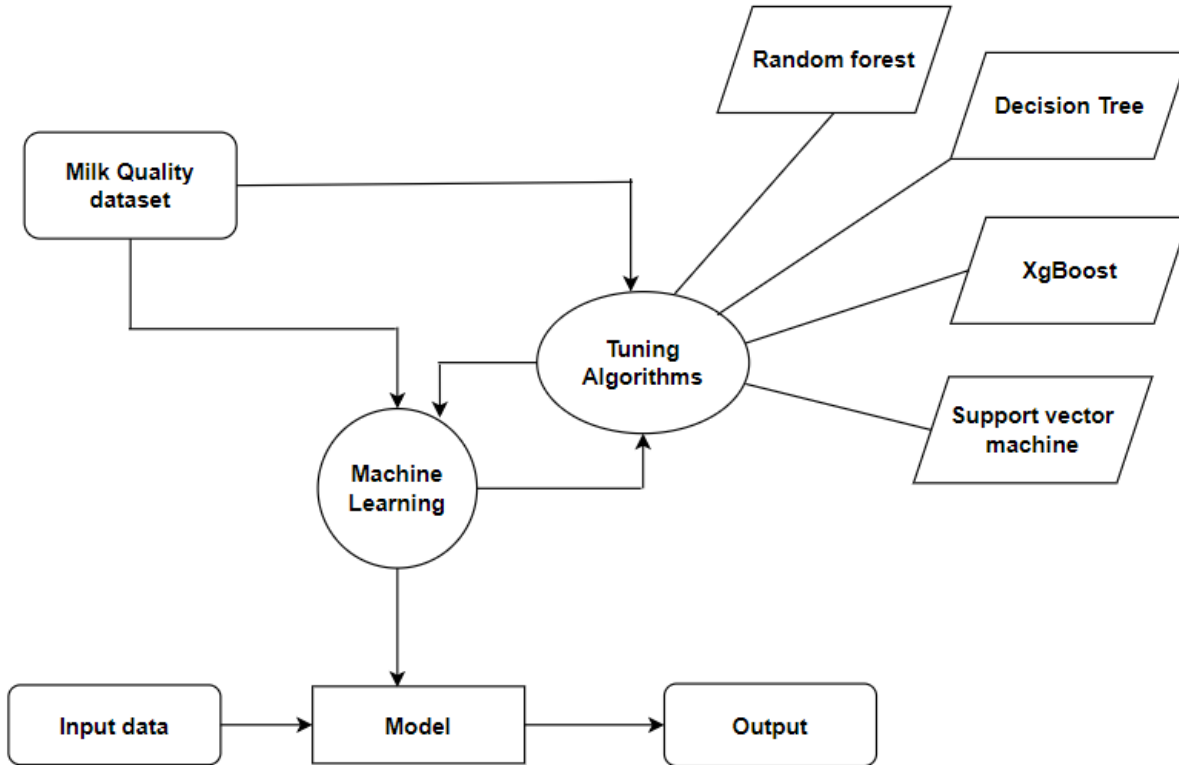 Random forest
Decision Tree
Milk Quality
dataset
XgBoost
Tuning
Algorithms
Support vector
machine
Machine
Learning
Input data
Model
Output